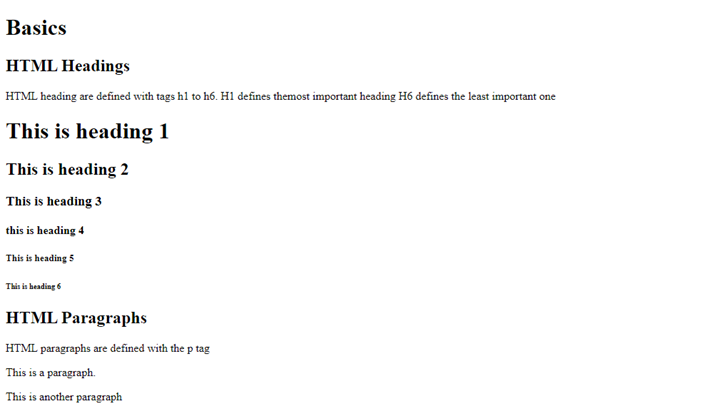 Basics
HTML Headings
HTML heading are defined with tags h1 to h6. H1 defines themost important heading H6 defines the least important one
This is heading 1
This is heading 2
This is heading 3
this is heading 4
This is heading 5
This is heading 6
HTML Paragraphs
HTML paragraphs are defined with the p tag
This is a paragraph.
This is another paragraph